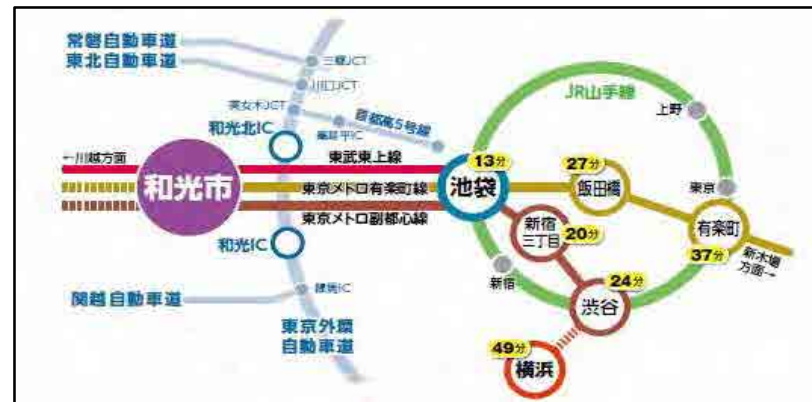 常磐自動車道
東北自動車道
三郷JCT
川口JCT
美女木JCT
首都高5号線
高島平IC
和光北IC
JR山手線
上野
←川越方面
東武東上線
13分
27分
和光市
東京メトロ有楽町線
池袋
飯田橋
東京
東京メトロ副都心線
新宿
三丁目
20分
有楽町
和光IC
37分
新木場
方面→
新宿
24分
関越自動車道
練馬IC
渋谷
東京外環
自動車道
49分
横浜